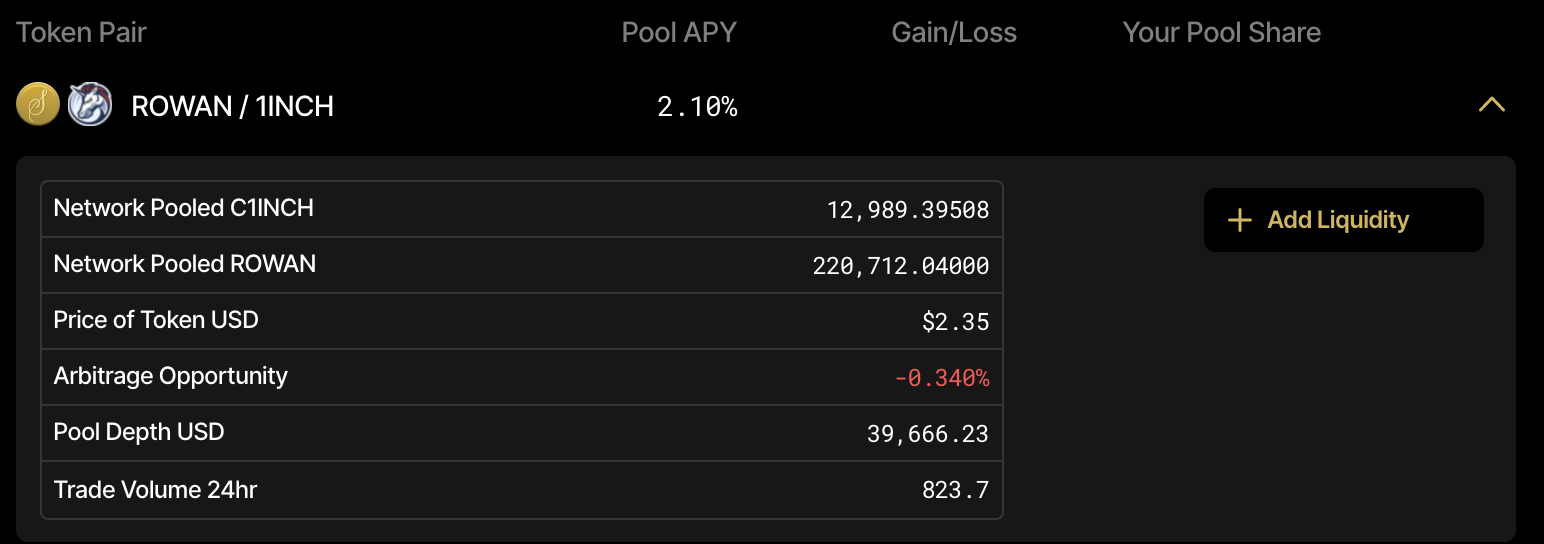 Token Pair Pool APY Gain/Loss Your Pool Share
ROWAN / 1INCH 2.10%
Network Pooled C1INCH 12,989.39508
+ Add Liquidity
Network Pooled ROWAN 220,712.04000
Price of Token USD $2.35
Arbitrage Opportunity -0.340%
Pool Depth USD 39,666.23
Trade Volume 24hr 823.7